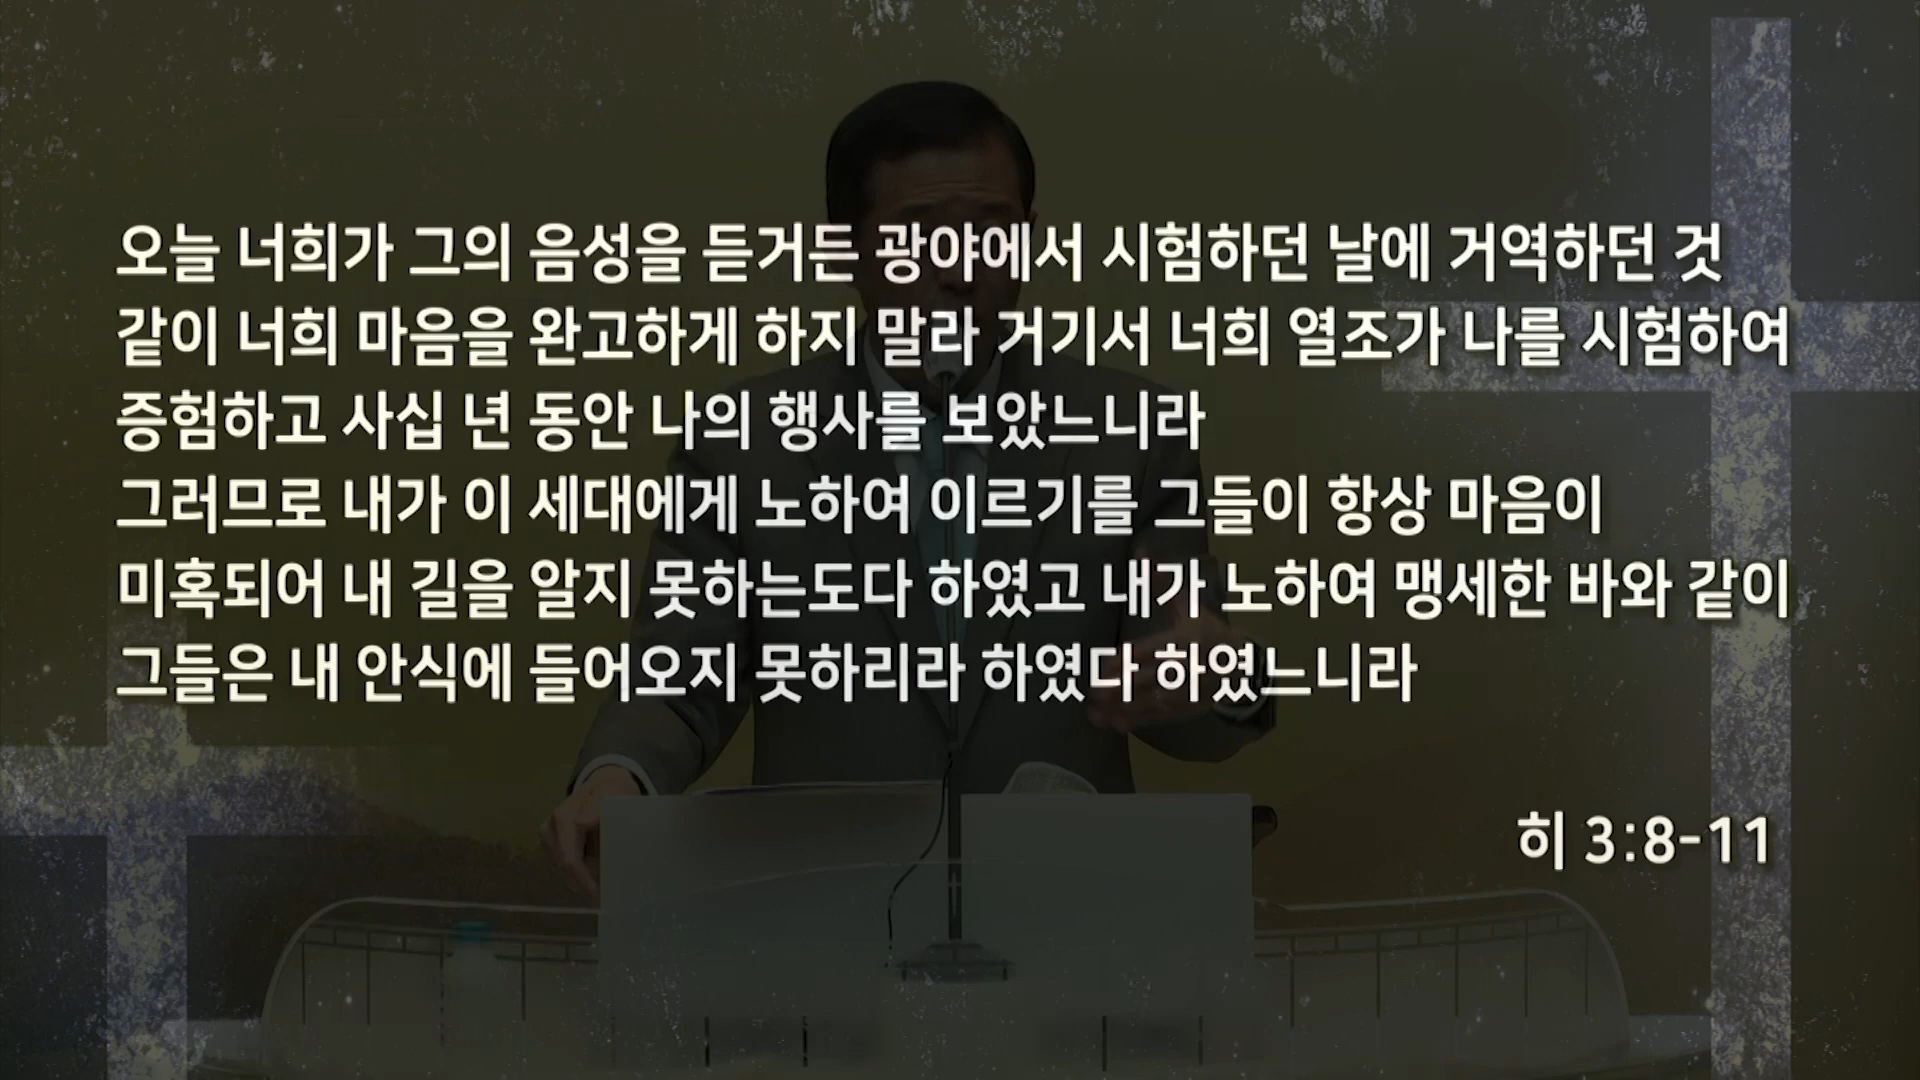 오늘 너희가 그의 음성을 듣거든 광야에서 시험하던 날에 거역하던 것
같이 너희 마음을 완고하게 하지 말라 거기서 너희 열조가 나를 시험하여
증험하고 사십 년 동안 나의 행사를 보았느니라
그러므로 내가 이 세대에게 노하여 이르기를 그들이 항상 마음이
미혹되어 내 길을 알지 못하는도다 하였고 내가 노하여 맹세한 바와 같이
그들은 내 안식에 들어오지 못하리라 하였다 하였느니라
히 3:8-11